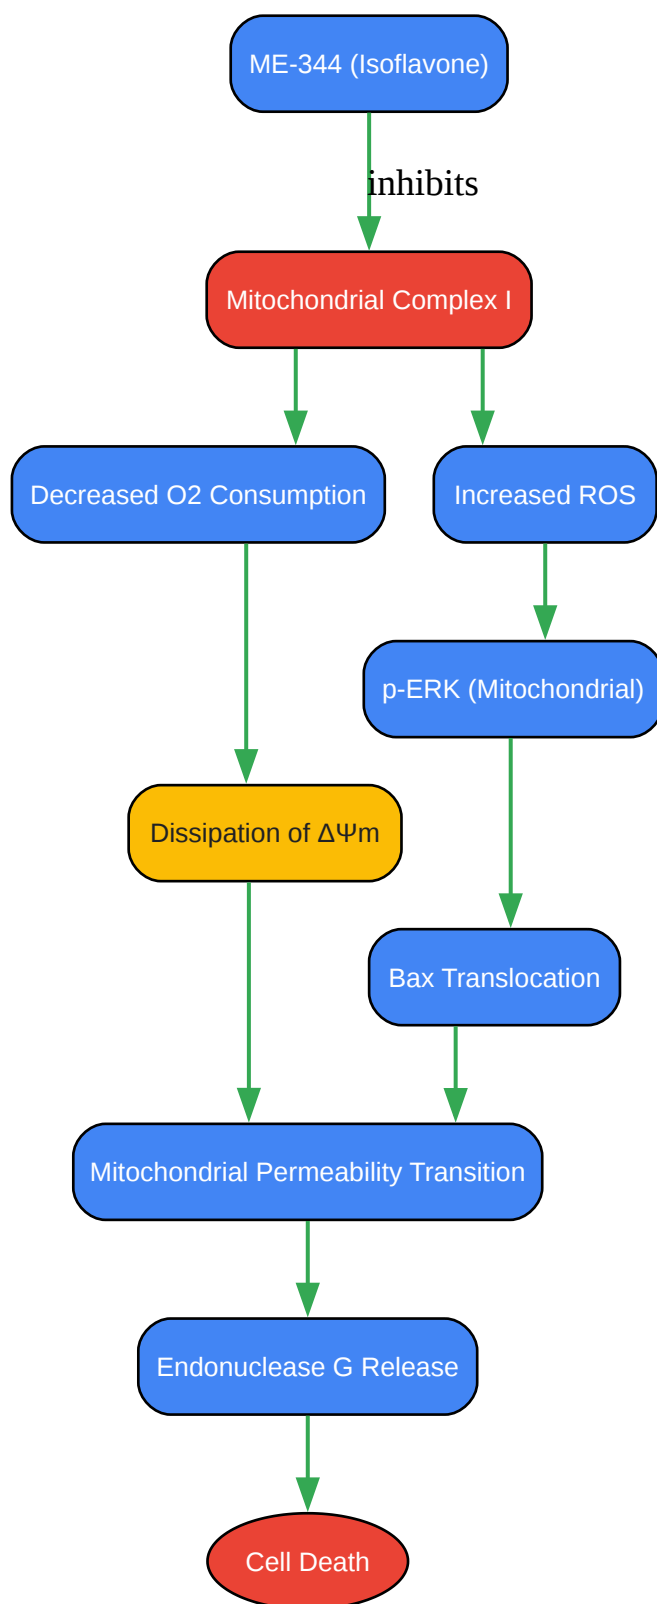 ME-344 (Isoflavone)
inhibits
Mitochondrial Complex I
Decreased O2 Consumption
Increased ROS
p-ERK (Mitochondrial)
Dissipation of ΔΨm
Bax Translocation
Mitochondrial Permeability Transition
Endonuclease G Release
Cell Death